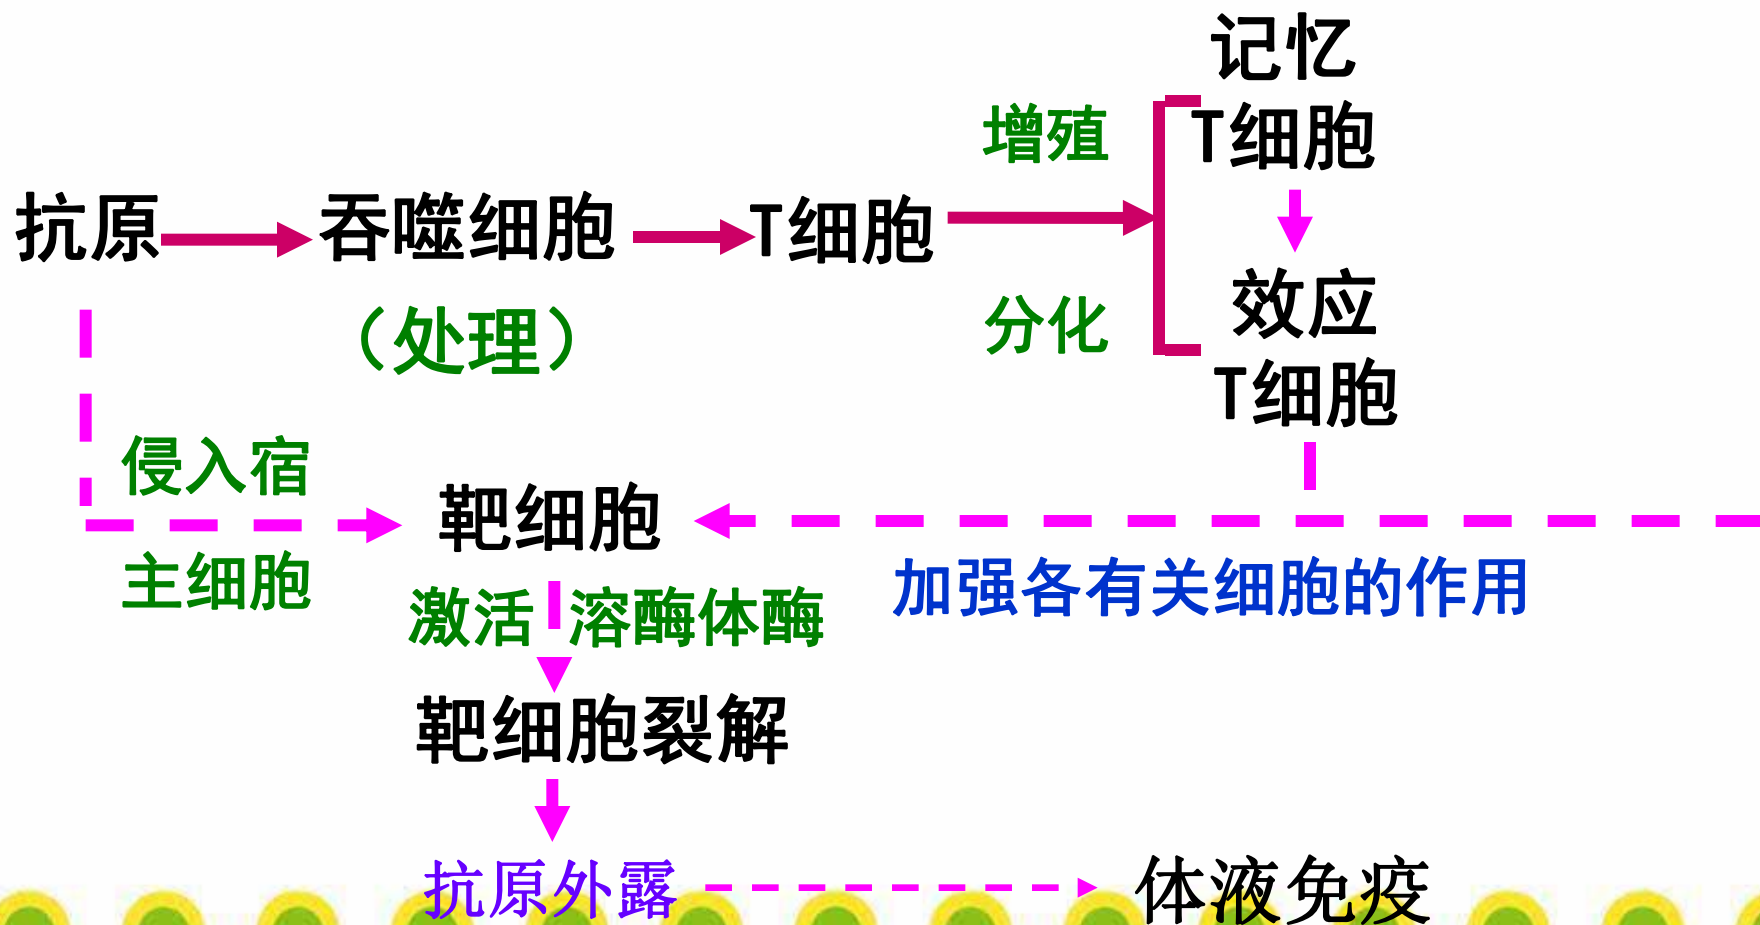 记忆
T细胞
增殖
抗原
吞噬细胞
T细胞
(处理)
分化
效应
T细胞
侵入宿
主细胞
靶细胞
加强各有关细胞的作用
激活 溶酶体酶
靶细胞裂解
抗原外露
体液免疫